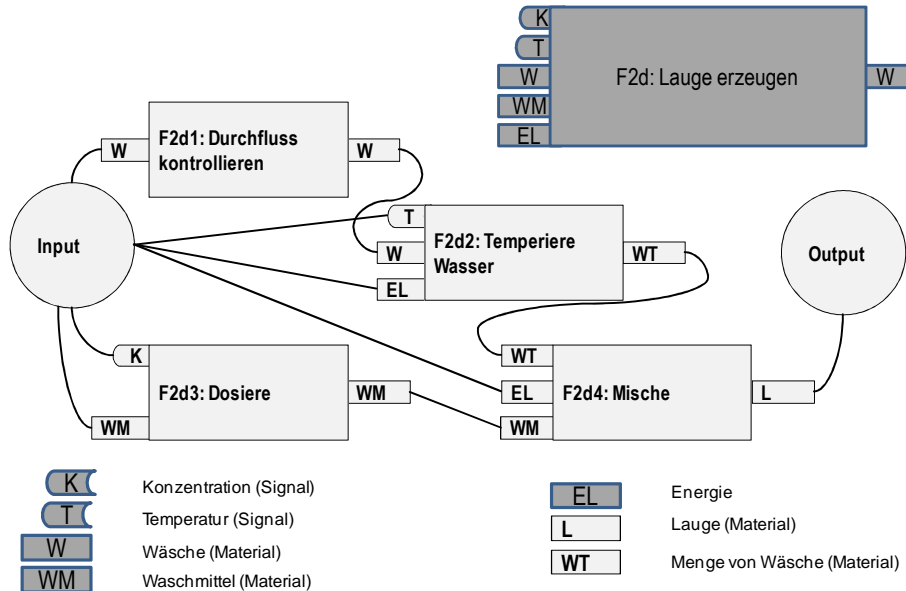 K
T
W
WM
EL
F2d: Lauge erzeugen
W
W
F2d1: Durchfluss
kontrollieren
W
Input
T
W
EL
F2d2: Temperiere
Wasser
WT
Output
K
WM
F2d3: Dosiere
WM
WT
EL
WM
F2d4: Mische
L
K
Konzentration (Signal)
T
Temperatur (Signal)
W
Wäsche (Material)
WM
Waschmittel (Material)
EL
Energie
L
Lauge (Material)
WT
Menge von Wäsche (Material)